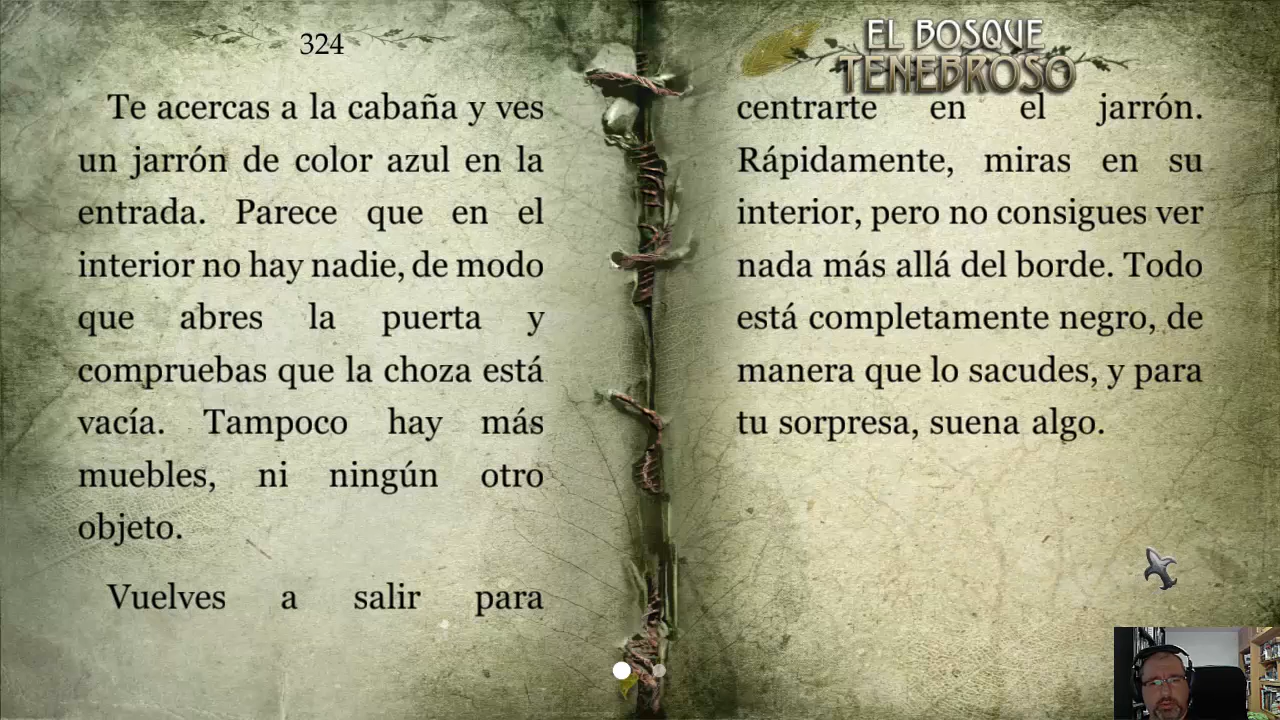 324
Te acercas a la cabaña y ves
un jarrón de color azul en la
entrada. Parece que en el
interior no hay nadie, de modo
que abres la puerta y
compruebas que la choza está
vacía. Tampoco hay más
muebles, ni ningún otro
objeto.
Vuelves a salir para
EL BOSQUE
TENEBROSO
centrarte en el jarrón.
Rápidamente, miras en su
interior, pero no consigues ver
nada más allá del borde. Todo
está completamente negro, de
manera que lo sacudes, y para
tu sorpresa, suena algo.